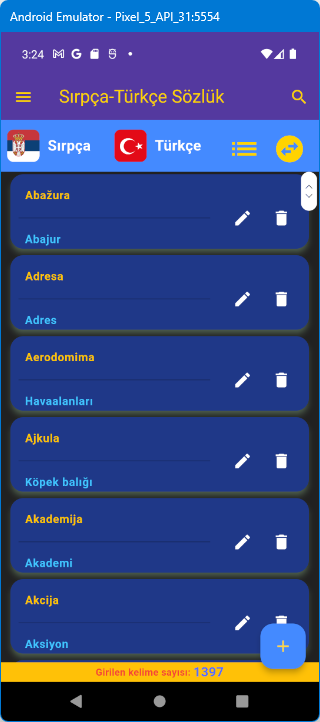 Android Emulator - Pixel_5_API_31:5554
3:24
Sırpça-Türkçe Sözlük
Sırpça Türkçe
Abažura
Abajur
Adresa
Adres
Aerodomima
Havaalanları
Ajkula
Köpek balığı
Akademija
Akademi
Akcija
Aksiyon
Girilen kelime sayısı: 1397